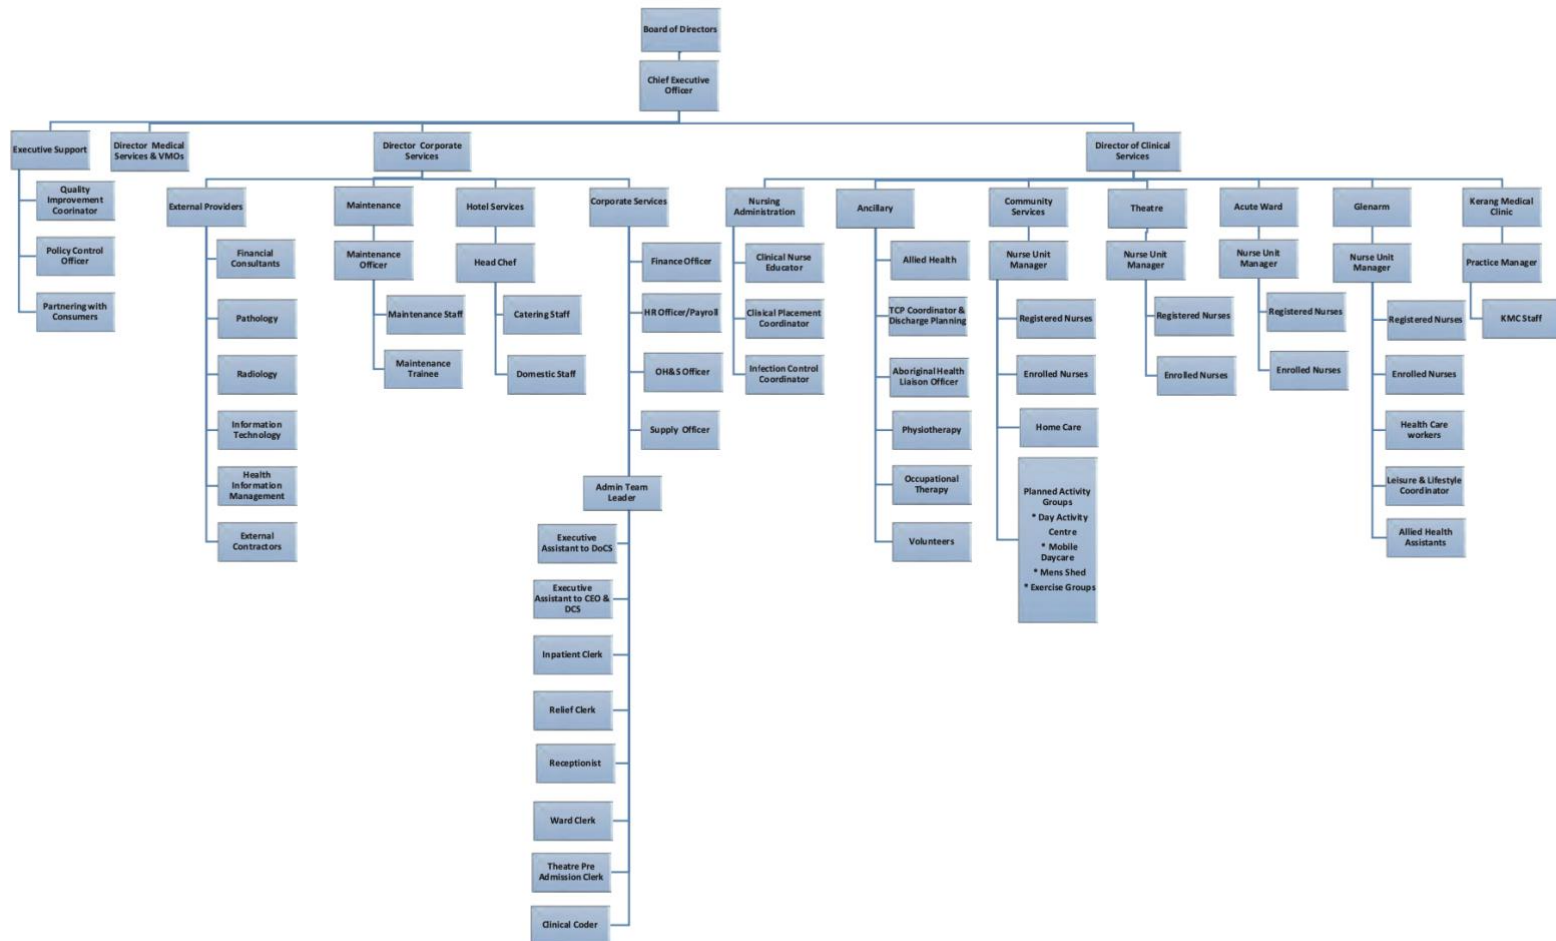 Board of Directors
Chief Executive
Officer
Executive Support
Director Medical
Services & VMOs
Director Corporate
Services
Director of Clinical
Services
Quality
Improvement
Coorinator
Policy Control
Officer
Partnering with
Consumers
External Providers
Financial
Consultants
Pathology
Radiology
Information
Technology
Health
Information
Management
External
Contractors
Maintenance
Maintenance
Officer
Maintenance Staff
Maintenance
Trainee
Hotel Services
Head Chef
Catering Staff
Domestic Staff
Corporate Services
Finance Officer
HR Officer/Payroll
OH&S Officer
Supply Officer
Admin Team
Leader
Executive
Assistant to DoCS
Executive
Assistant to CEO &
DCS
Inpatient Clerk
Relief Clerk
Receptionist
Ward Clerk
Theatre Pre
Admission Clerk
Clinical Coder
Nursing
Administration
Clinical Nurse
Educator
Clinical Placement
Coordinator
Infection Control
Coordinator
Ancillary
Allied Health
TCP Coordinator &
Discharge Planning
Aboriginal Health
Liaison Officer
Physiotherapy
Occupational
Therapy
Volunteers
Community
Services
Nurse Unit
Manager
Registered Nurses
Enrolled Nurses
Home Care
Planned Activity
Groups
* Day Activity
Centre
* Mobile
Daycare
* Mens Shed
* Exercise Groups
Theatre
Nurse Unit
Manager
Registered Nurses
Enrolled Nurses
Acute Ward
Nurse Unit
Manager
Registered Nurses
Enrolled Nurses
Glenarm
Nurse Unit
Manager
Registered Nurses
Enrolled Nurses
Health Care
workers
Leisure & Lifestyle
Coordinator
Allied Health
Assistants
Kerang Medical
Clinic
Practice Manager
KMC Staff